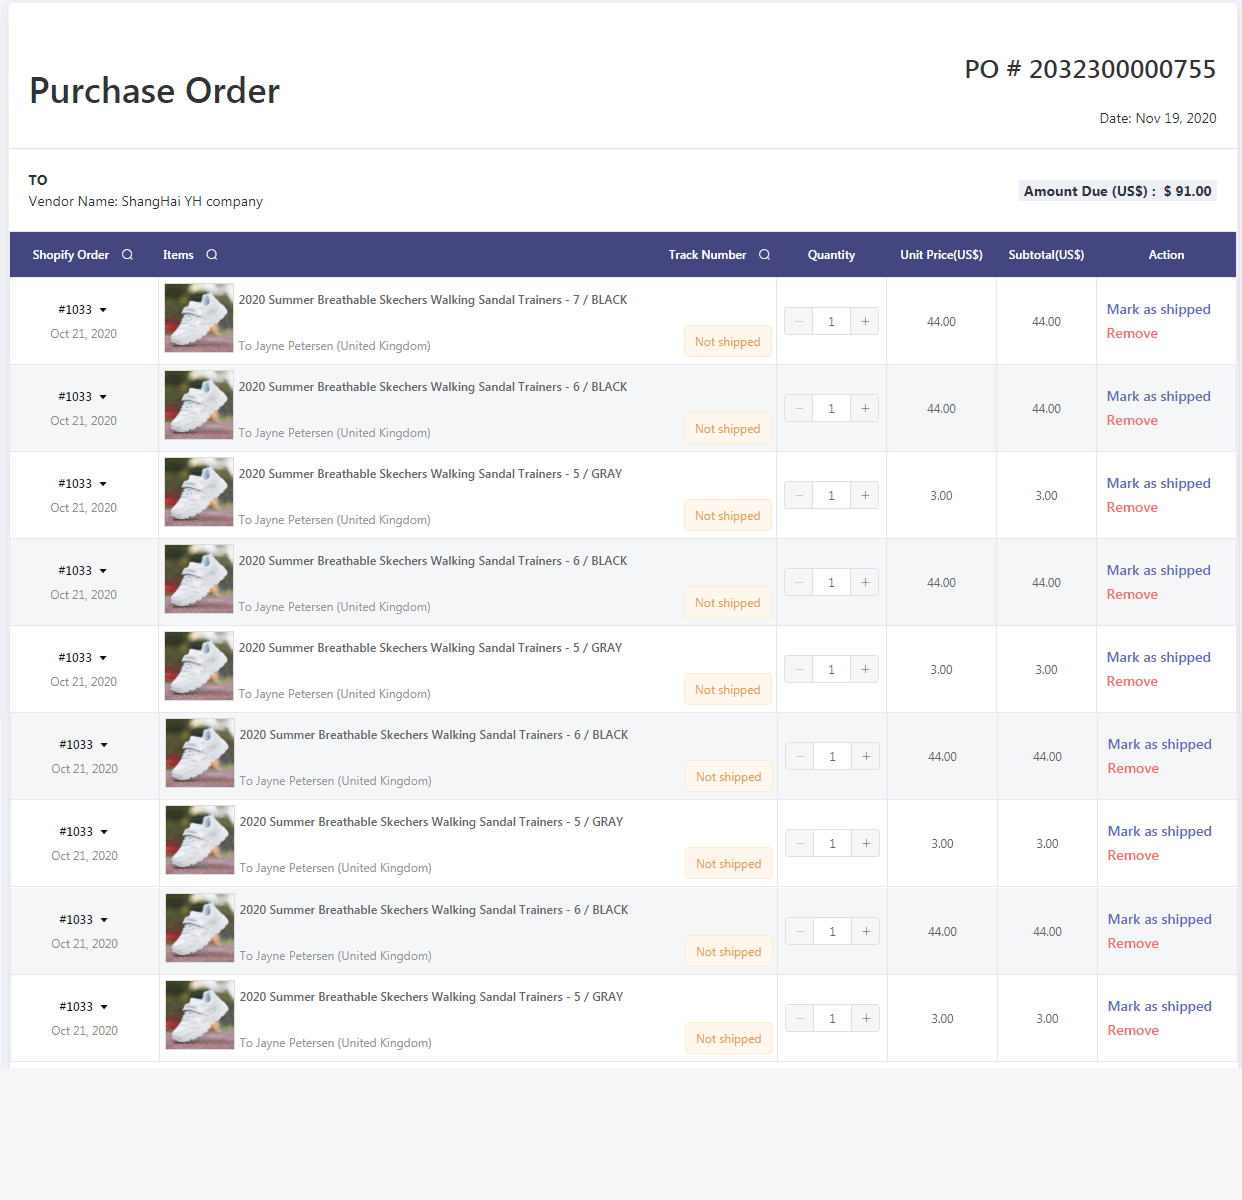 PO # 2032300000755
Purchase Order
Date: Nov 19, 2020
TO
Vendor Name: ShangHai YH company
Amount Due (US$) : $ 91.00
Shopify Order Items Track Number Quantity Unit Price(US$) Subtotal(US$) Action
2020 Summer Breathable Skechers Walking Sandal Trainers - 7 / BLACK
#1033 1 44.00 44.00 Mark as shipped
Oct 21, 2020 Remove
To Jayne Petersen (United Kingdom) Not shipped
2020 Summer Breathable Skechers Walking Sandal Trainers - 6 / BLACK
#1033 1 44.00 44.00 Mark as shipped
Oct 21, 2020 Remove
To Jayne Petersen (United Kingdom) Not shipped
2020 Summer Breathable Skechers Walking Sandal Trainers - 5 / GRAY
#1033 1 3.00 3.00 Mark as shipped
Oct 21, 2020 Remove
To Jayne Petersen (United Kingdom) Not shipped
2020 Summer Breathable Skechers Walking Sandal Trainers - 6 / BLACK
#1033 1 44.00 44.00 Mark as shipped
Oct 21, 2020 Remove
To Jayne Petersen (United Kingdom) Not shipped
2020 Summer Breathable Skechers Walking Sandal Trainers - 5 / GRAY
#1033 1 3.00 3.00 Mark as shipped
Oct 21, 2020 Remove
To Jayne Petersen (United Kingdom) Not shipped
2020 Summer Breathable Skechers Walking Sandal Trainers - 6 / BLACK
#1033 1 44.00 44.00 Mark as shipped
Oct 21, 2020 Remove
To Jayne Petersen (United Kingdom) Not shipped
2020 Summer Breathable Skechers Walking Sandal Trainers - 5 / GRAY
#1033 1 3.00 3.00 Mark as shipped
Oct 21, 2020 Remove
To Jayne Petersen (United Kingdom) Not shipped
2020 Summer Breathable Skechers Walking Sandal Trainers - 6 / BLACK
#1033 1 44.00 44.00 Mark as shipped
Oct 21, 2020 Remove
To Jayne Petersen (United Kingdom) Not shipped
2020 Summer Breathable Skechers Walking Sandal Trainers - 5 / GRAY
#1033 1 3.00 3.00 Mark as shipped
Oct 21, 2020 Remove
To Jayne Petersen (United Kingdom) Not shipped